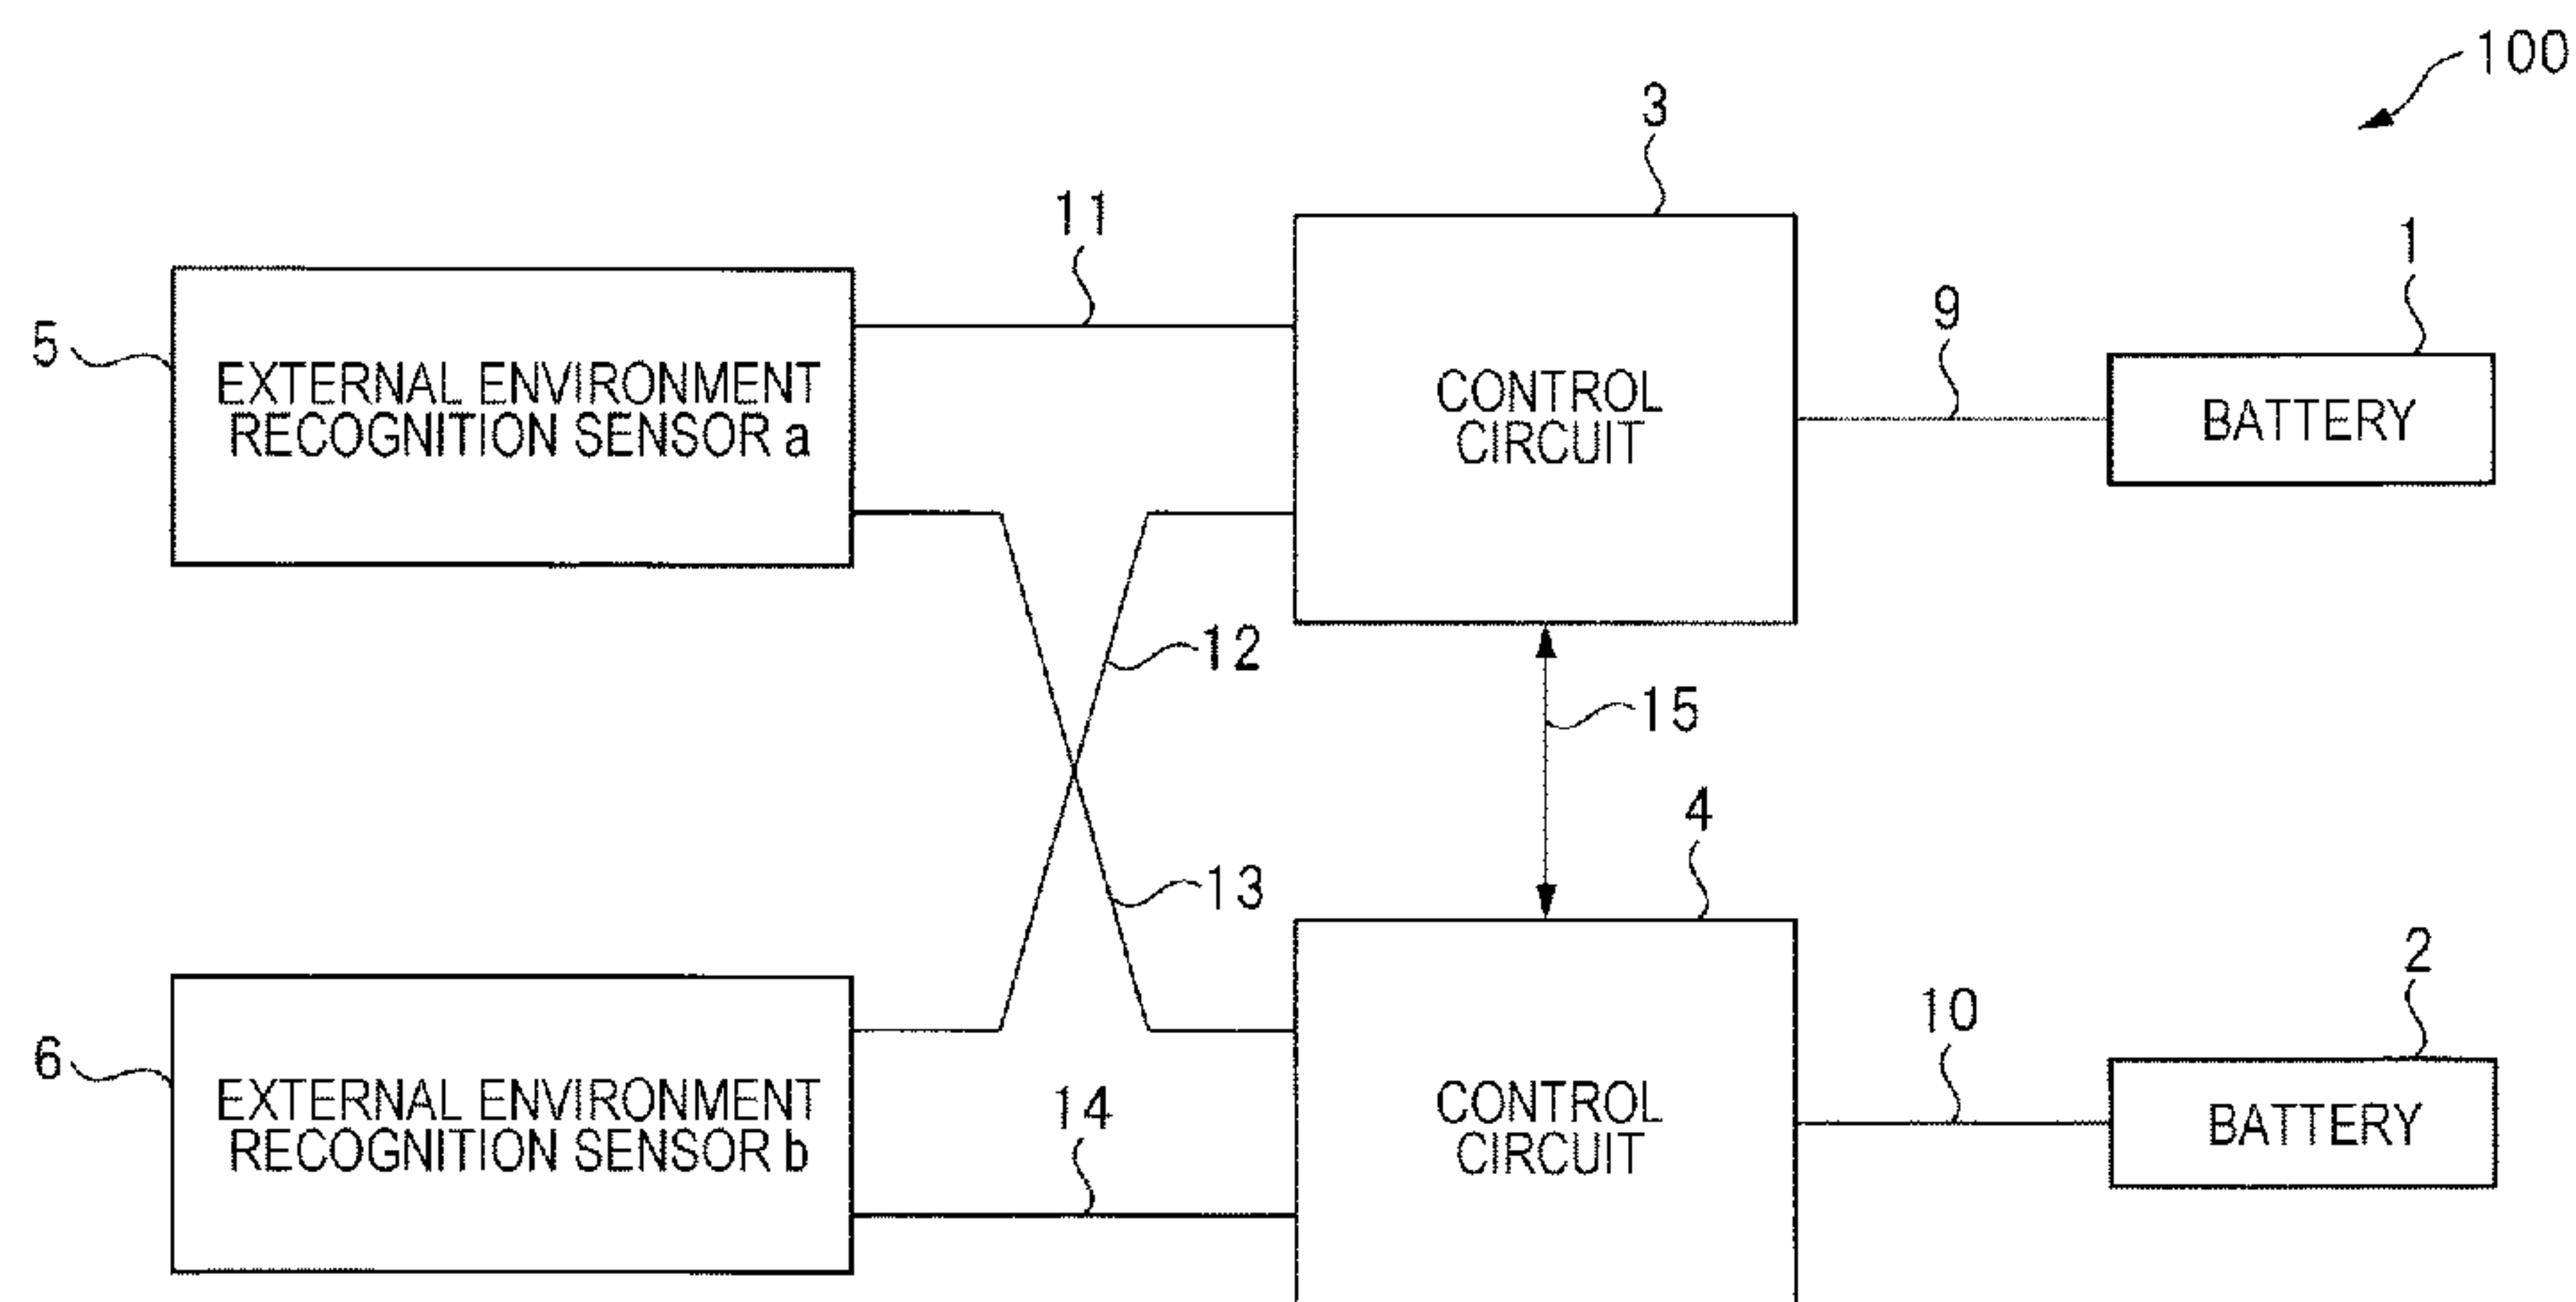 100
3
11
1
9
5
EXTERNAL ENVIRONMENT
RECOGNITION SENSOR a
CONTROL
CIRCUIT
BATTERY
12
15
4
13
2
10
6
EXTERNAL ENVIRONMENT
RECOGNITION SENSOR b
14
CONTROL
CIRCUIT
BATTERY